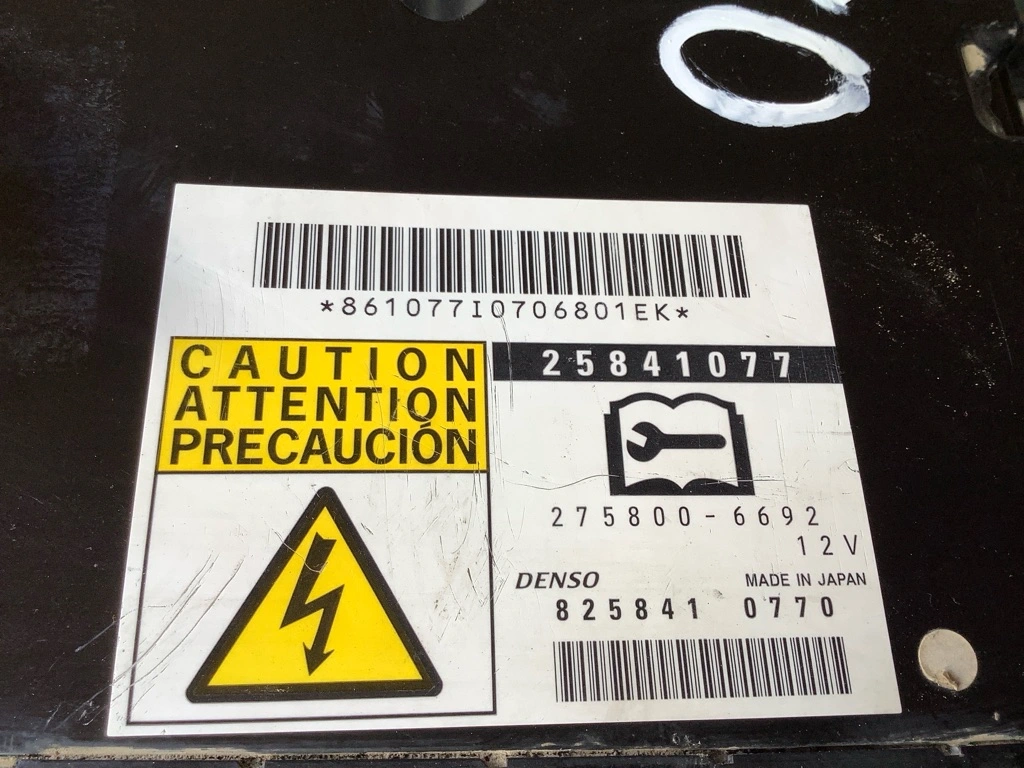 *861077I0706801EK*
CAUTION
ATTENTION
PRECAUCIÓN
25841077
275800-6692
12V
DENSO
MADE IN JAPAN
825841 0770